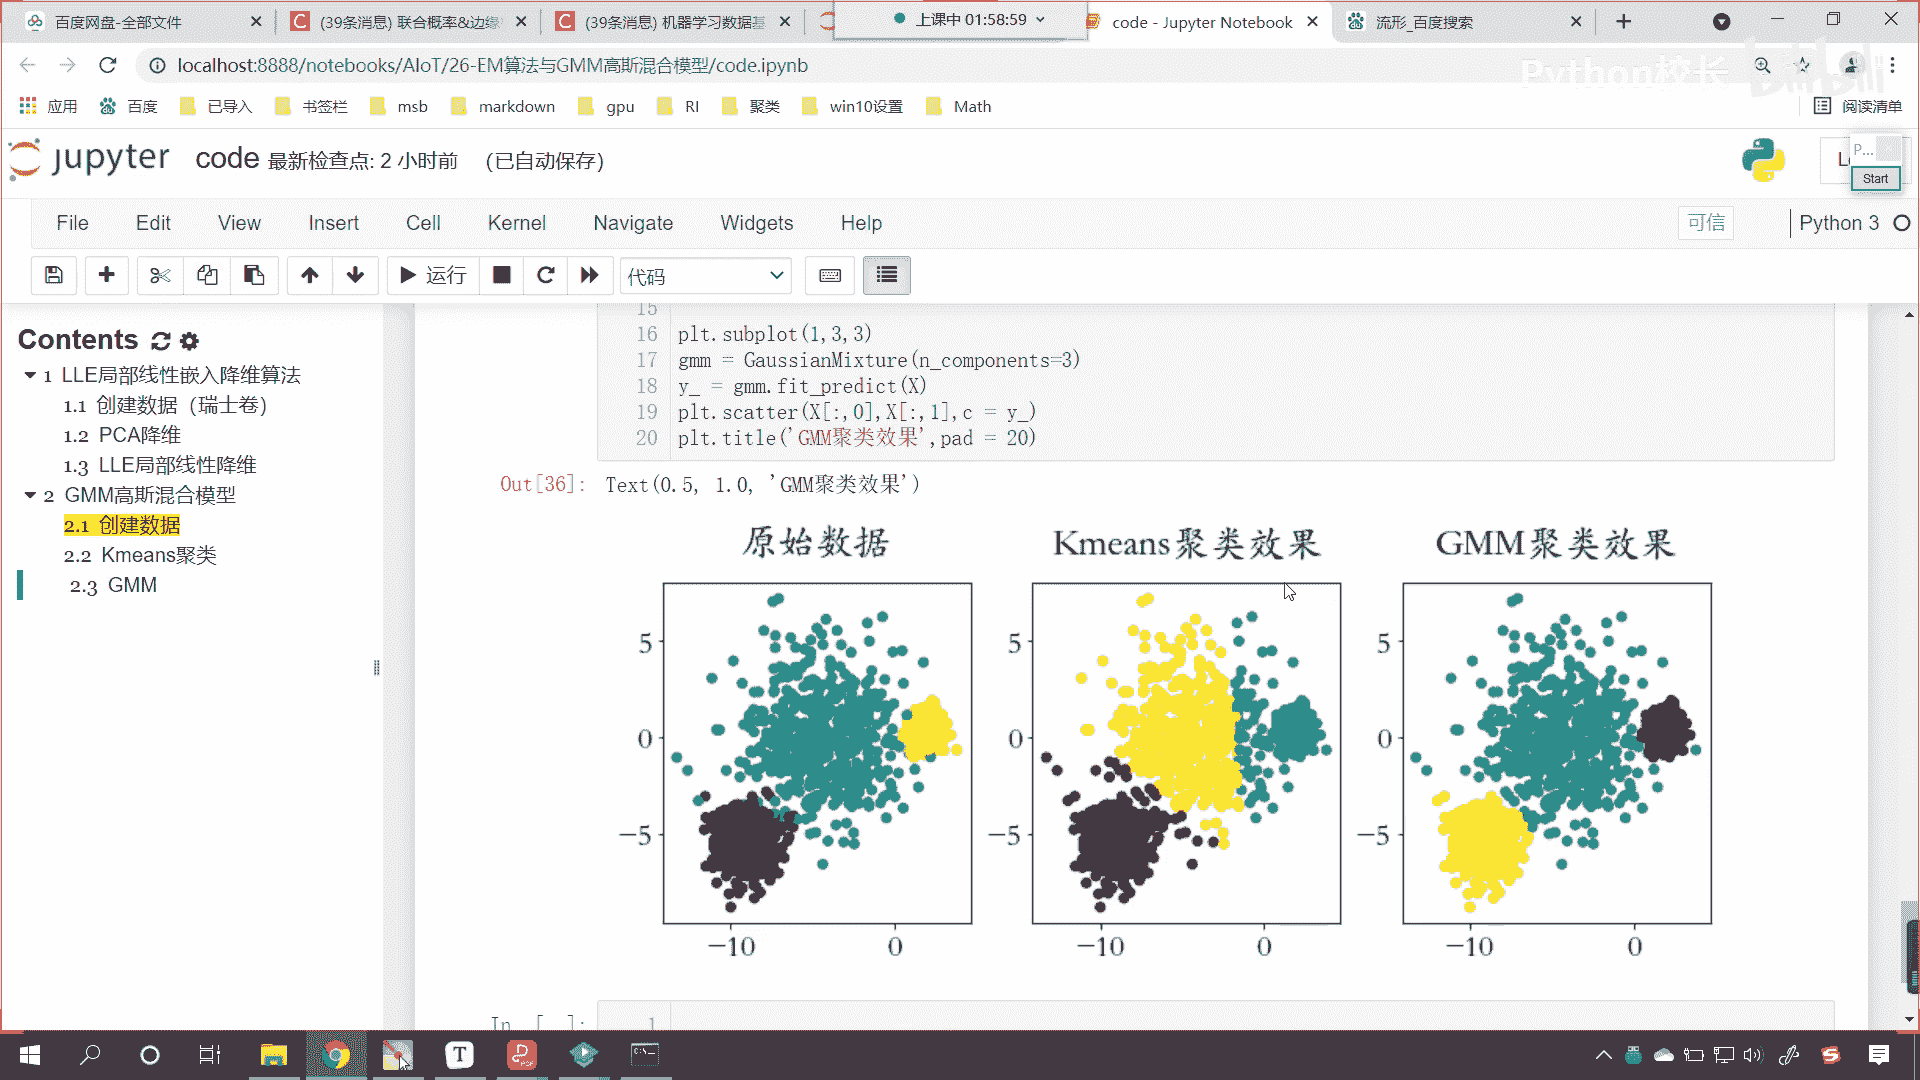 百度网盘-全部文件
(39条消息) 联合概率&边缘
(39条消息) 机器学习数据基
上课中 01:58:59
code - Jupyter Notebook
流形_百度搜索
localhost:8888/notebooks/AIoT/26-EM算法与GMM高斯混合模型/code.ipynb
Python校长
bilibili
应用
百度
已导入
书签栏
msb
markdown
gpu
RI
聚类
win10设置
Math
阅读清单
jupyter
code 最新检查点: 2 小时前 (已自动保存)
P...
Start
File
Edit
View
Insert
Cell
Kernel
Navigate
Widgets
Help
可信
Python 3
运行
代码
Contents
1 LLE局部线性嵌入降维算法
1.1 创建数据（瑞士卷）
1.2 PCA降维
1.3 LLE局部线性降维
2 GMM高斯混合模型
2.1 创建数据
2.2 Kmeans聚类
2.3 GMM
15
16 plt.subplot(1,3,3)
17 gmm = GaussianMixture(n_components=3)
18 y_ = gmm.fit_predict(X)
19 plt.scatter(X[:,0],X[:,1],c = y_)
20 plt.title('GMM聚类效果',pad = 20)
Out[36]: Text(0.5, 1.0, 'GMM聚类效果')
原始数据
5
0
−5
−10
0
Kmeans聚类效果
5
0
−5
−10
0
GMM聚类效果
5
0
−5
−10
0
In [ ]: 1